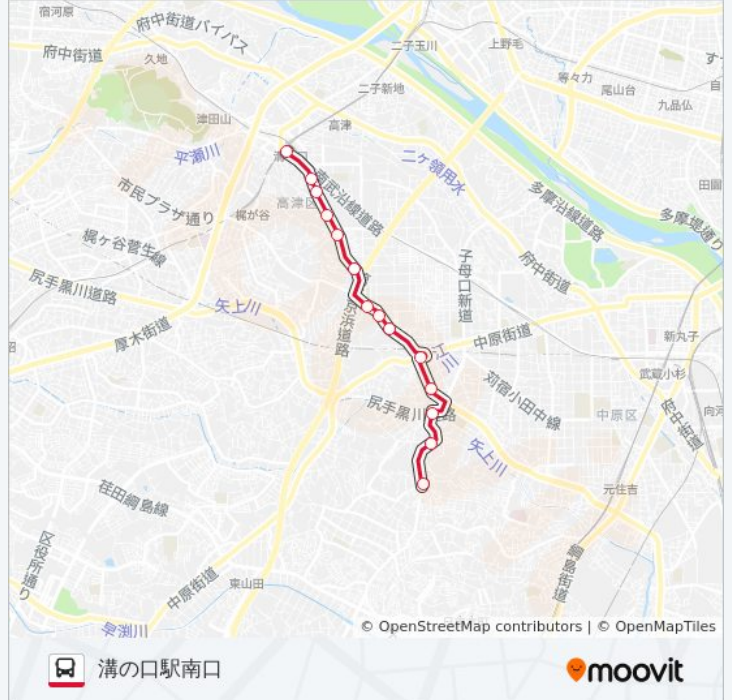 宿河原
府中街道バイパス
府中街道
久地
二子玉川
上野毛
等々力
尾山台
自
九品仏
二子新地
津田山
高津
平瀬川
二ケ領用水
田園
市民プラザ通り
梶が谷
高津区
南武沿線道路
多摩沿線道路
多摩堤通り
梶ヶ谷菅生線
子母口新道
府中街道
尻手黒川道路
矢上川
京浜道路
厚木街道
江川
中原街道
新丸子
武蔵小杉
苅宿小田中線
尻手黒川
路
中原区
府中街道
向河
矢上川
荏田綱島線
元住吉
区役所通り
綱島街道
中原街道
東山田
早渕川
© OpenStreetMap contributors | © OpenMapTiles
溝の口駅南口
moovit